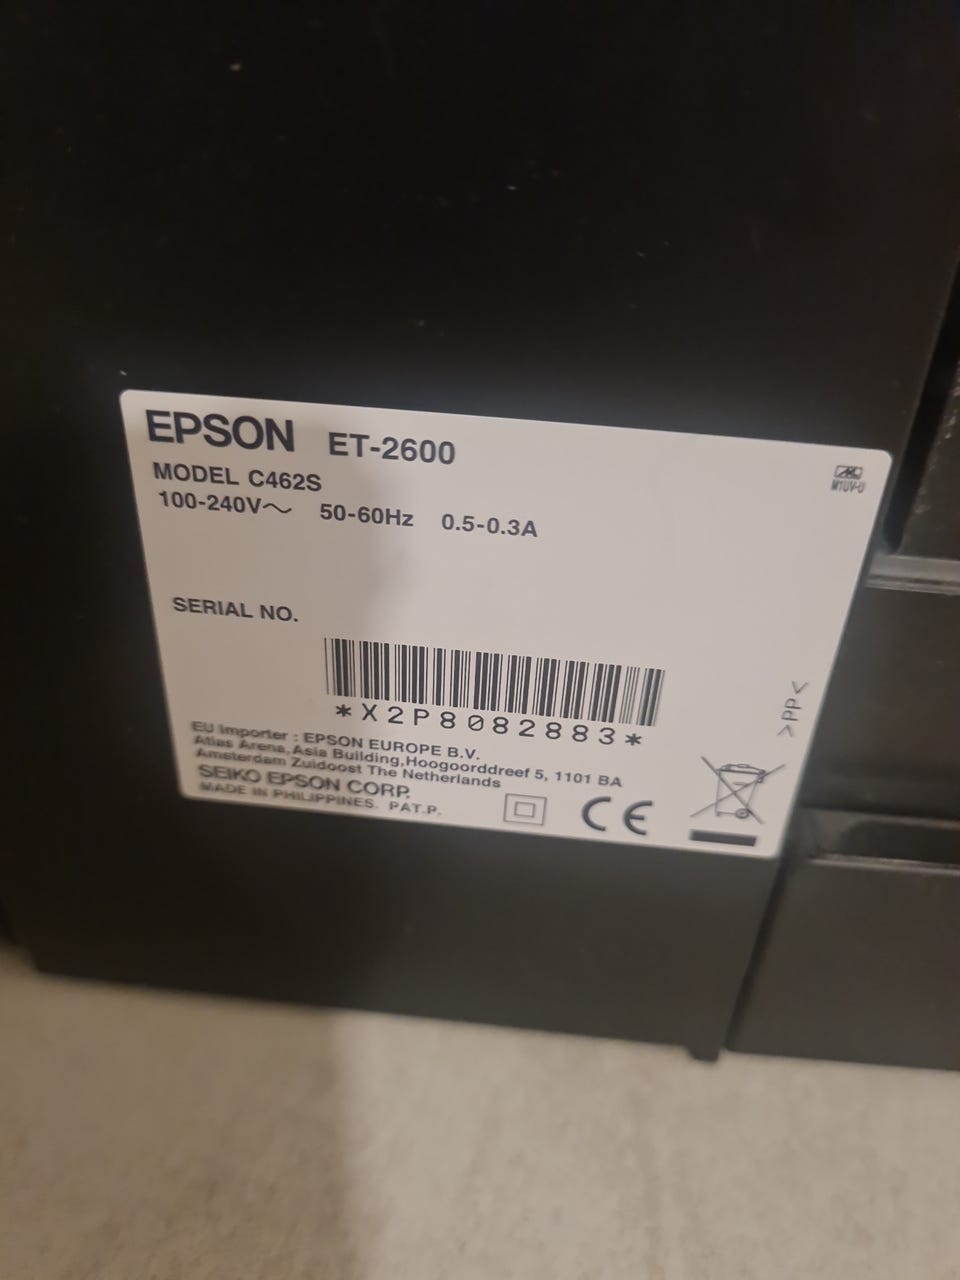 EPSON ET-2600
MODEL C462S
100-240V～ 50-60Hz 0.5-0.3A
M1UV-U
SERIAL NO.
*X2P8082883*
>PP<
EU Importer : EPSON EUROPE B.V.
Atlas Arena, Asia Building, Hoogoorddreef 5, 1101 BA
Amsterdam Zuidoost The Netherlands
SEIKO EPSON CORP.
MADE IN PHILIPPINES. PAT.P.
CE